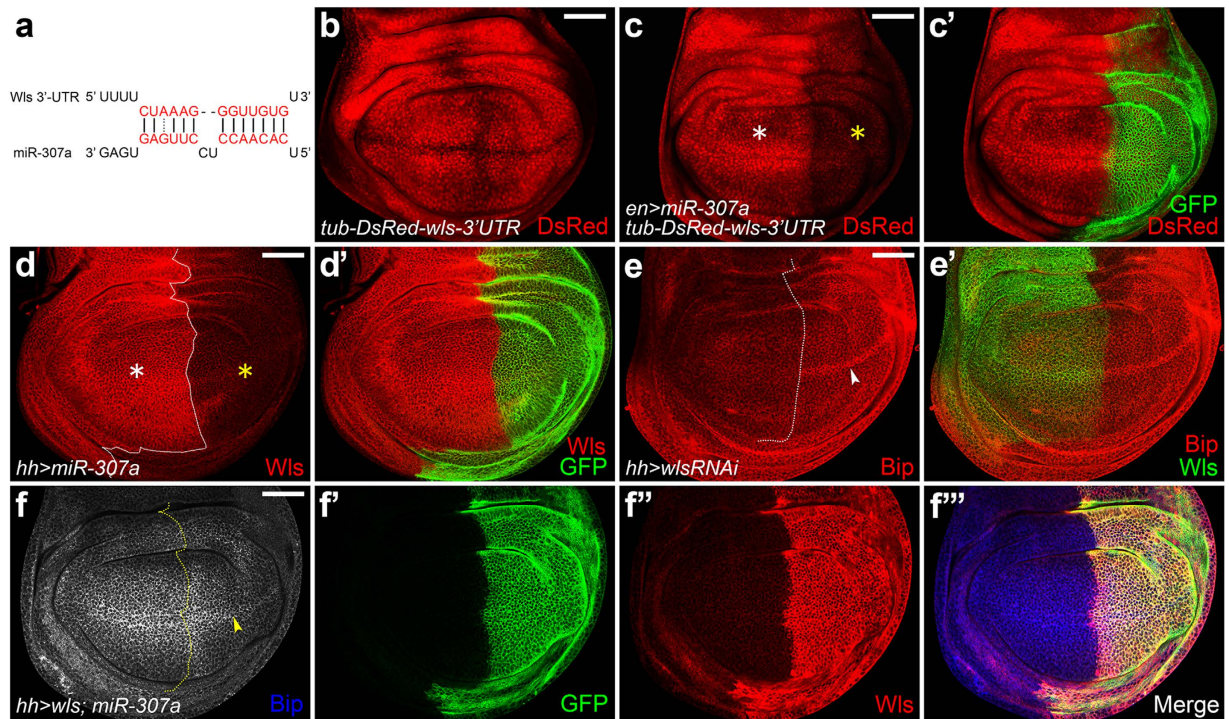 a
Wls 3'-UTR 5' UUUU CUAAAG - - GGUUGUG U3'
miR-307a 3' GAGU GAGUUC CU CCAACAC U5'
b
tub-DsRed-wls-3'UTR DsRed
c
* *
en>miR-307a
tub-DsRed-wls-3'UTR DsRed
c'
GFP
DsRed
d
* *
hh>miR-307a Wls
d'
Wls
GFP
e
hh>wlsRNAi Bip
e'
Bip
Wls
f
hh>wls; miR-307a Bip
f'
GFP
f''
Wls
f'''
Merge